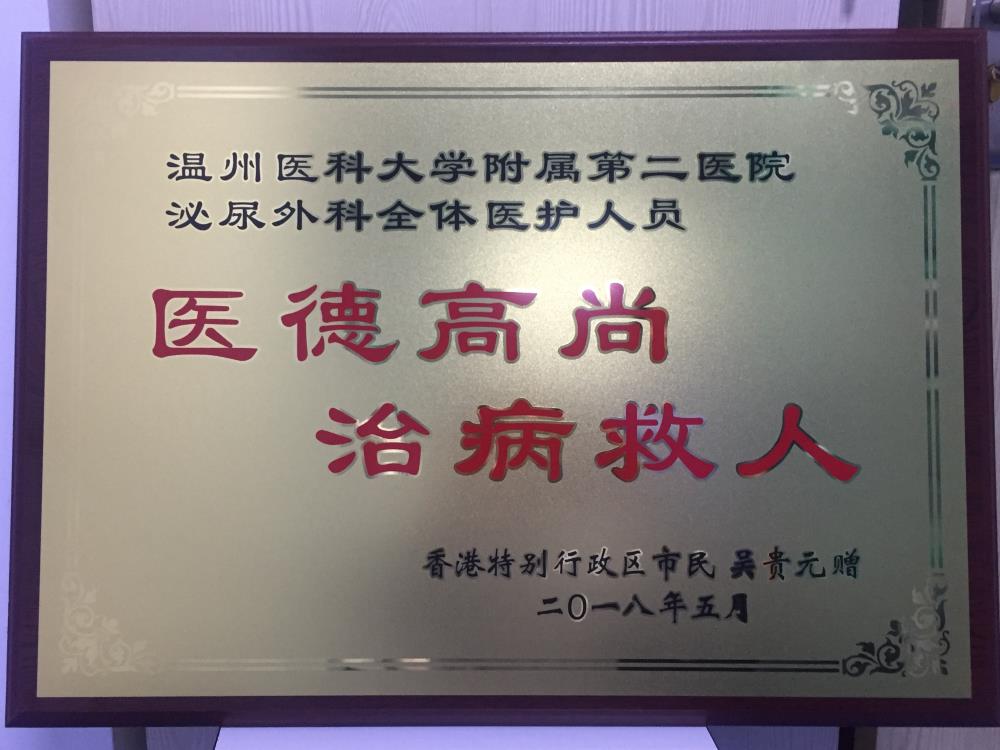 温州医科大学附属第二医院
泌尿外科全体医护人员
医德高尚
治病救人
香港特别行政区市民 吴贵元赠
二〇一八年五月